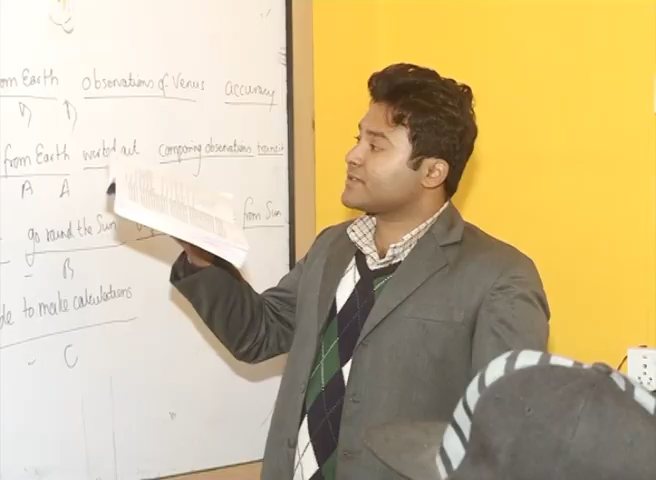 from Earth observations of Venus accuracy
from Earth worked out comparing observations transit
go round the Sun from Sun
B
to make calculations
C